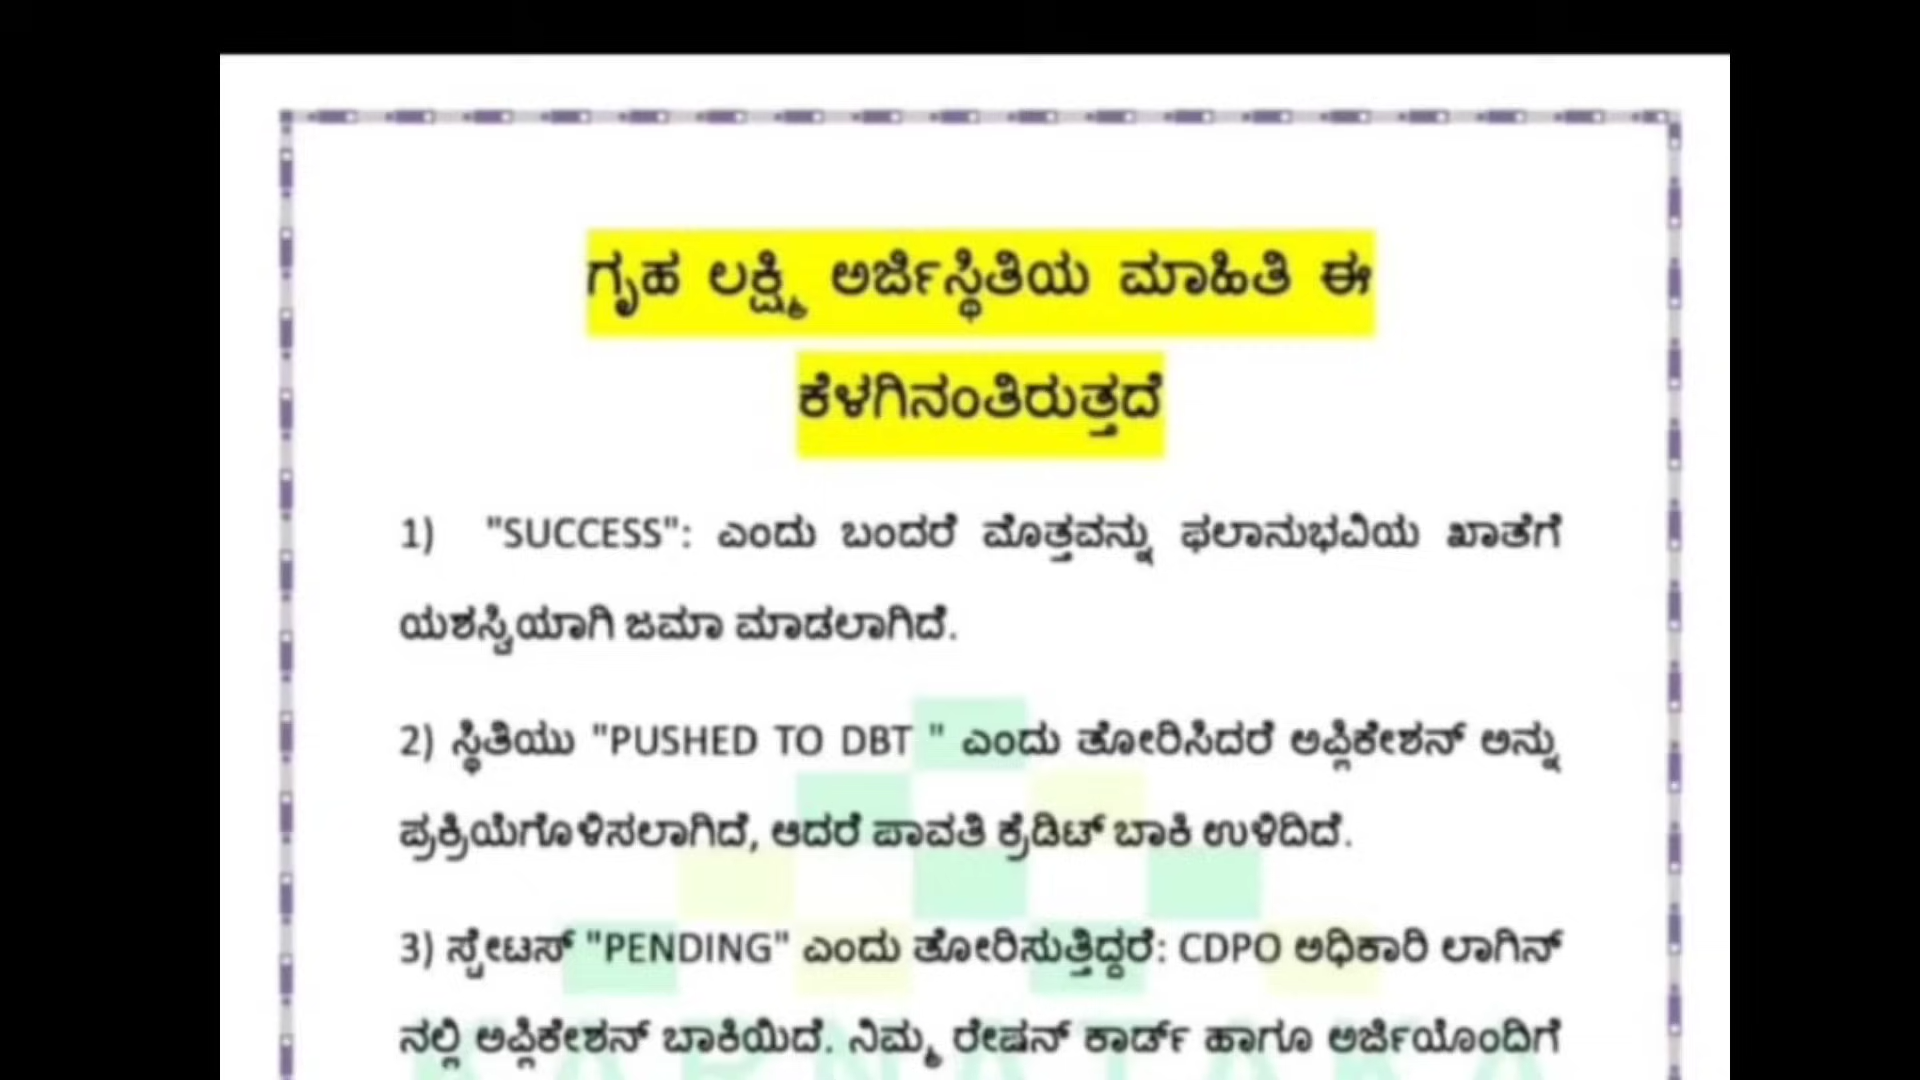 ಗೃಹ ಲಕ್ಷ್ಮಿ ಅರ್ಜಿಸ್ಥಿತಿಯ ಮಾಹಿತಿ ಈ
ಕೆಳಗಿನಂತಿರುತ್ತದೆ
1) "SUCCESS": ಎಂದು ಬಂದರೆ ಮೊತ್ತವನ್ನು ಫಲಾನುಭವಿಯ ಖಾತೆಗೆ
ಯಶಸ್ವಿಯಾಗಿ ಜಮಾ ಮಾಡಲಾಗಿದೆ.
2) ಸ್ಥಿತಿಯು "PUSHED TO DBT " ಎಂದು ತೋರಿಸಿದರೆ ಅಪ್ಲಿಕೇಶನ್ ಅನ್ನು
ಪ್ರಕ್ರಿಯೆಗೊಳಿಸಲಾಗಿದೆ, ಆದರೆ ಪಾವತಿ ಕ್ರೆಡಿಟ್ ಬಾಕಿ ಉಳಿದಿದೆ.
3) ಸ್ಟೇಟಸ್ "PENDING" ಎಂದು ತೋರಿಸುತ್ತಿದ್ದರೆ: CDPO ಅಧಿಕಾರಿ ಲಾಗಿನ್
ನಲ್ಲಿ ಅಪ್ಲಿಕೇಶನ್ ಬಾಕಿಯಿದೆ. ನಿಮ್ಮ ರೇಷನ್ ಕಾರ್ಡ್ ಹಾಗೂ ಅರ್ಜಿಯೊಂದಿಗೆ
KARNATAKA